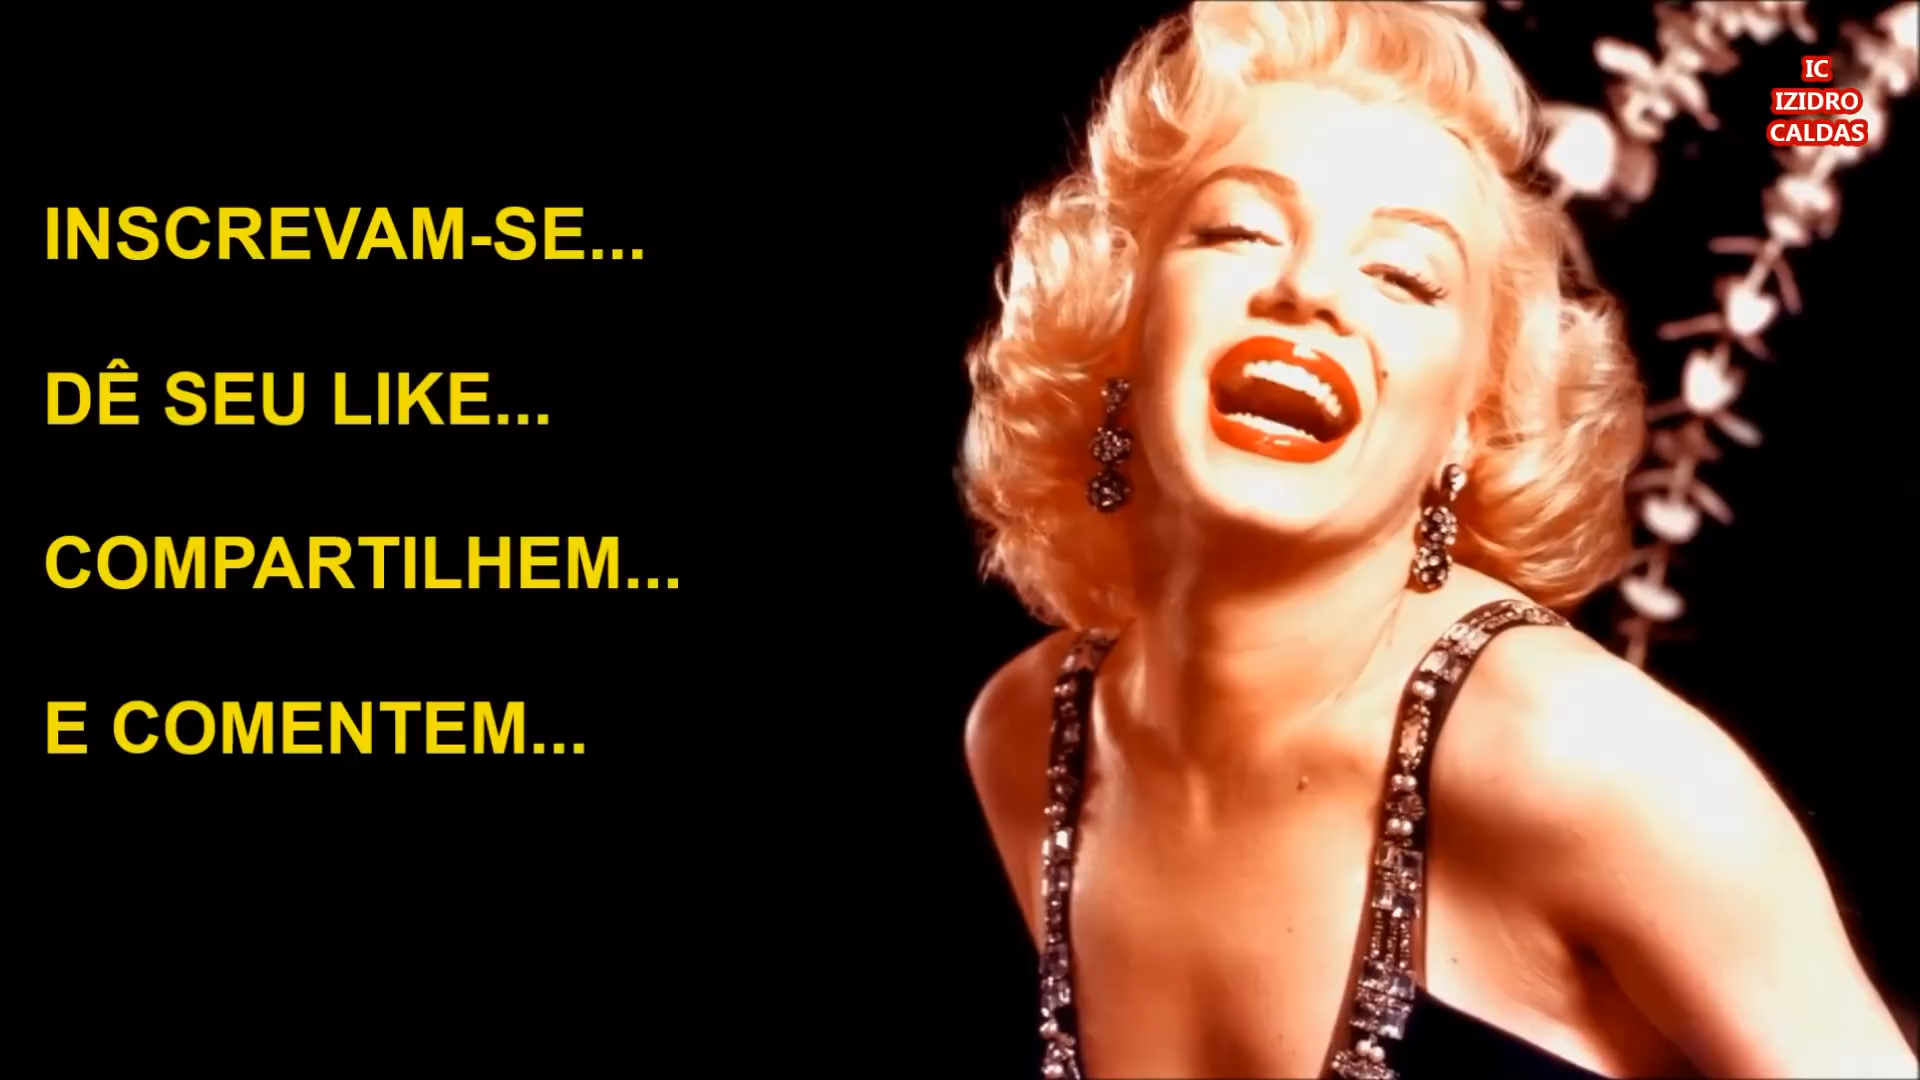 IC
IZIDRO
CALDAS
INSCREVAM-SE...
DÊ SEU LIKE...
COMPARTILHEM...
E COMENTEM...